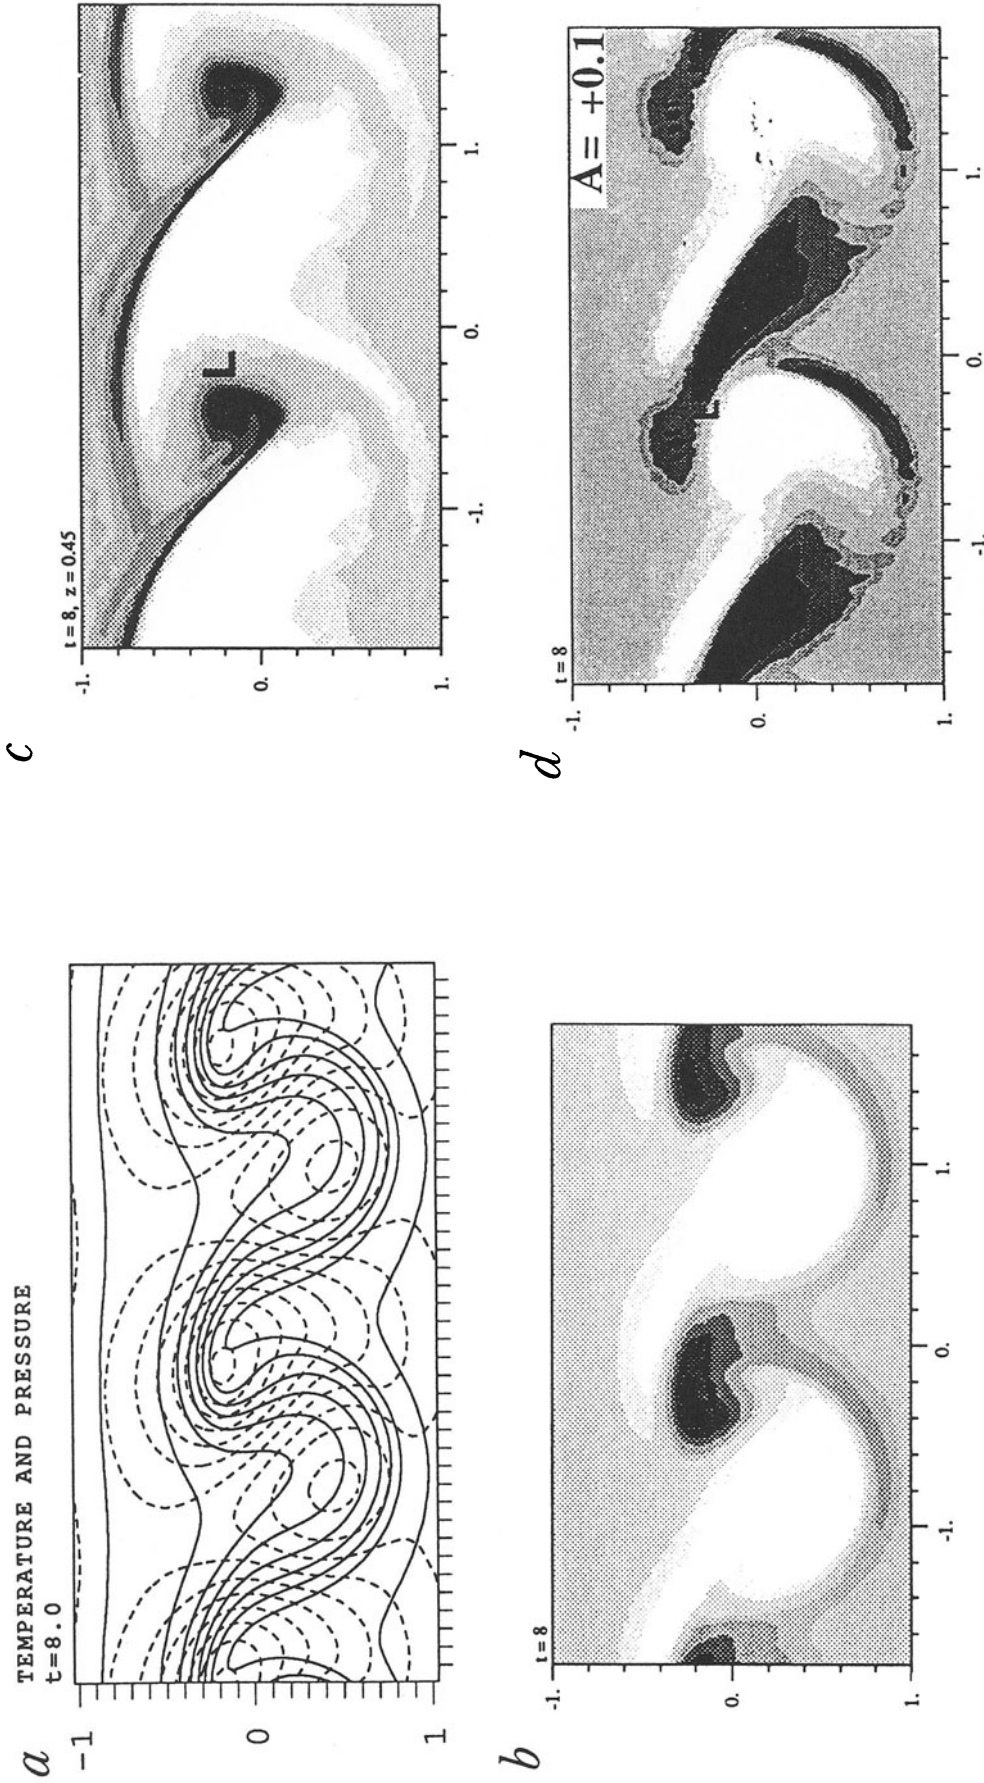 a
TEMPERATURE AND PRESSURE
t=8.0
-1
0
1
b
t = 8
-1.
0.
1.
-1.
0.
1.
c
t = 8, z = 0.45
-1.
0.
1.
-1.
0.
1.
L
d
t = 8
A= +0.1
-1.
0.
1.
-1.
0.
1.
L